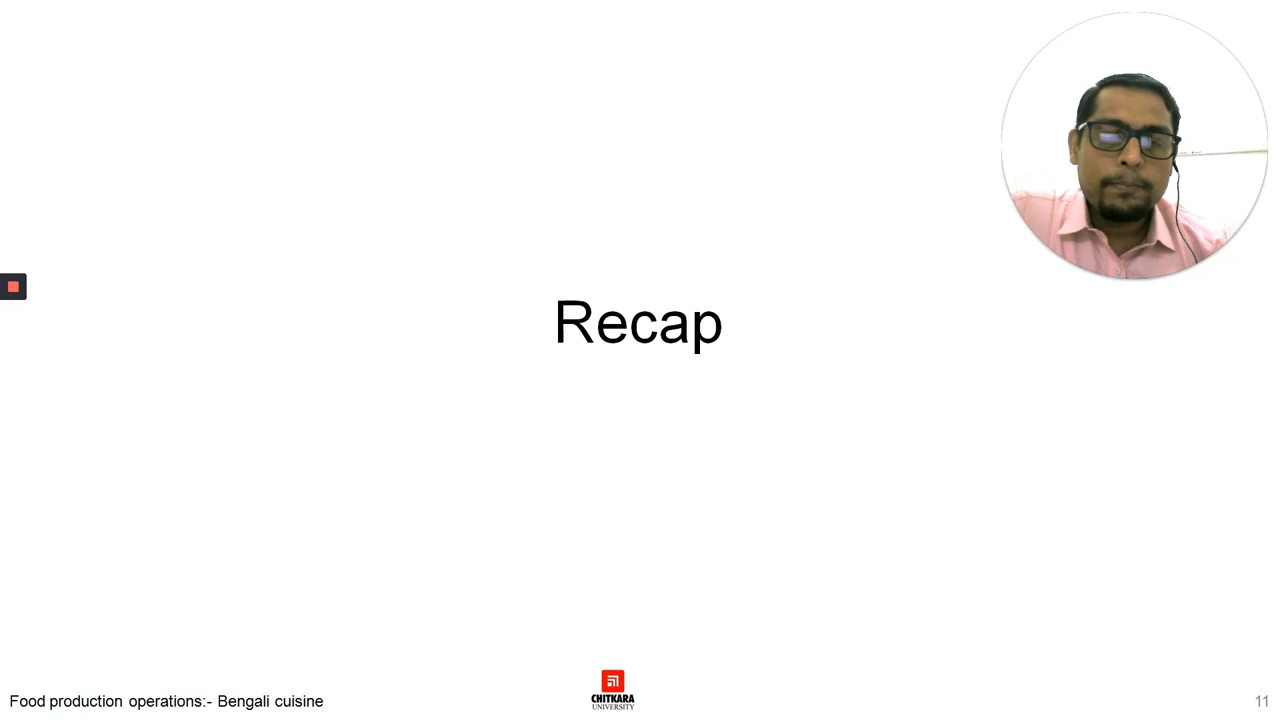 Recap
Food production operations:- Bengali cuisine
CHITKARA
UNIVERSITY
11